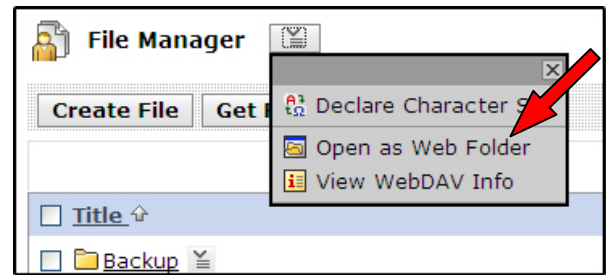 File Manager
Declare Character
Create File Get
Open as Web Folder
View WebDAV Info
Title
Backup